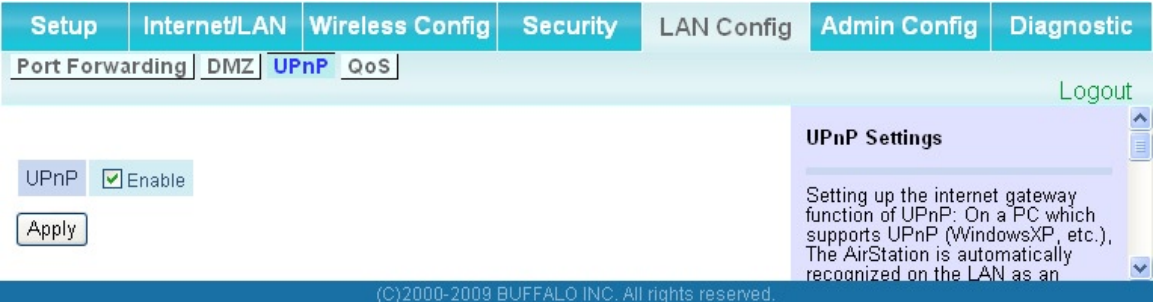 Setup Internet/LAN Wireless Config Security LAN Config Admin Config Diagnostic
Port Forwarding DMZ UPnP QoS
Logout
UPnP Enable
Apply
UPnP Settings
Setting up the internet gateway
function of UPnP: On a PC which
supports UPnP (WindowsXP, etc.),
The AirStation is automatically
recognized on the LAN as an
(C)2000-2009 BUFFALO INC. All rights reserved.